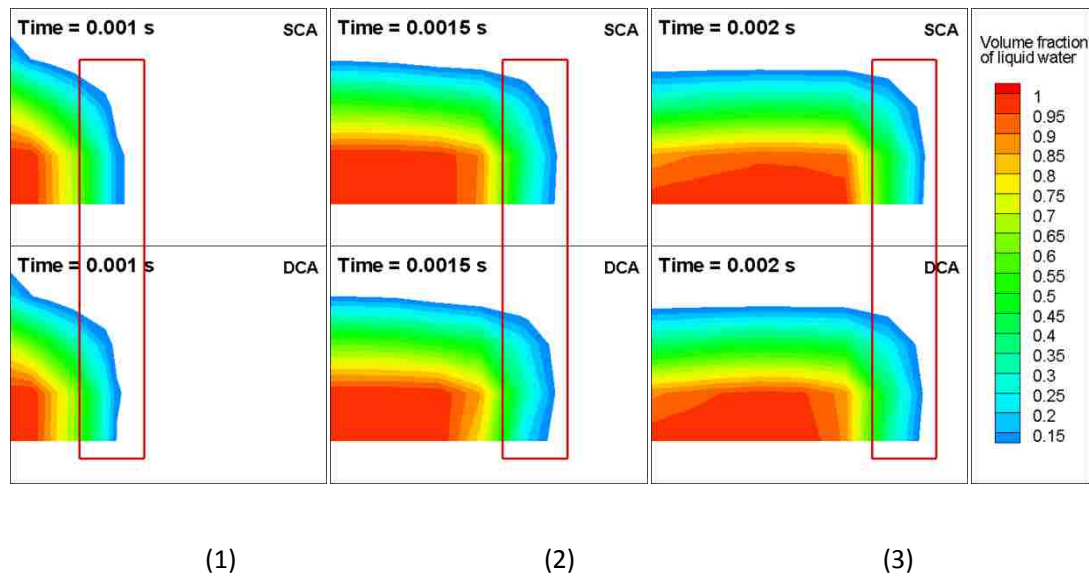 Time = 0.001 s SCA
Time = 0.0015 s SCA
Time = 0.002 s SCA
Time = 0.001 s DCA
Time = 0.0015 s DCA
Time = 0.002 s DCA
Volume fraction
of liquid water
1
0.95
0.9
0.85
0.8
0.75
0.7
0.65
0.6
0.55
0.5
0.45
0.4
0.35
0.3
0.25
0.2
0.15
(1) (2) (3)